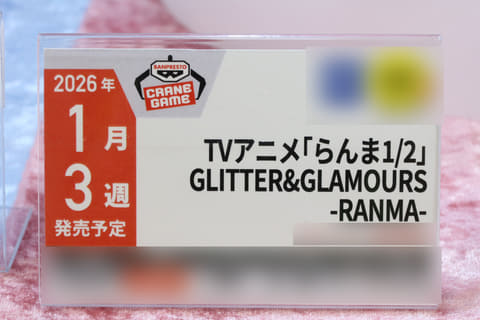 2026年
1月
3週
発売予定
BANPRESTO
CRANE
GAME
TVアニメ「らんま1/2」
GLITTER&GLAMOURS
-RANMA-